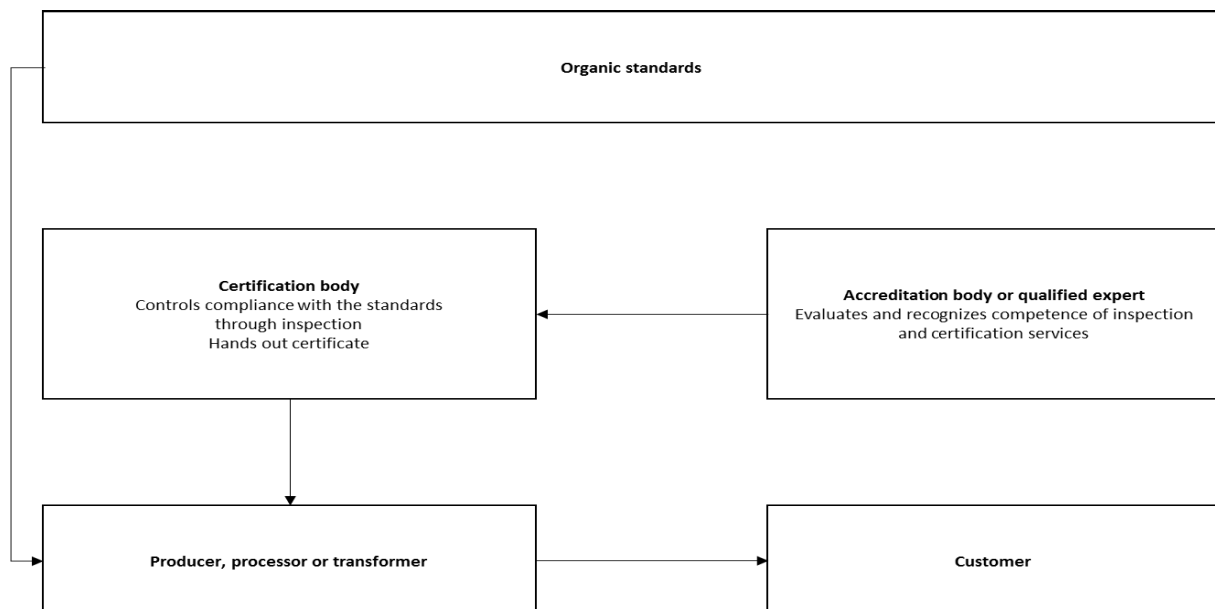 Organic standards
Certification body
Controls compliance with the standards
through inspection
Hands out certificate
Accreditation body or qualified expert
Evaluates and recognizes competence of inspection
and certification services
Producer, processor or transformer
Customer